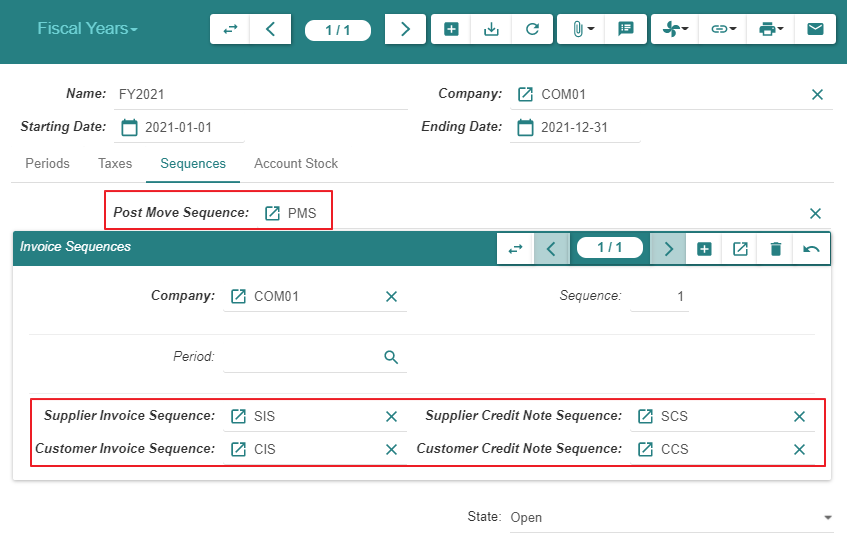 Fiscal Years
1 / 1
Name: FY2021 Company: COM01
Starting Date: 2021-01-01 Ending Date: 2021-12-31
Periods Taxes Sequences Account Stock
Post Move Sequence: PMS
Invoice Sequences 1 / 1
Company: COM01 Sequence: 1
Period:
Supplier Invoice Sequence: SIS Supplier Credit Note Sequence: SCS
Customer Invoice Sequence: CIS Customer Credit Note Sequence: CCS
State: Open